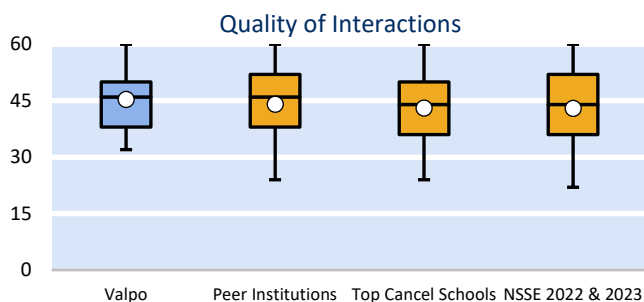 Quality of Interactions
60
45
30
15
0
Valpo
Peer Institutions
Top Cancel Schools
NSSE 2022 & 2023